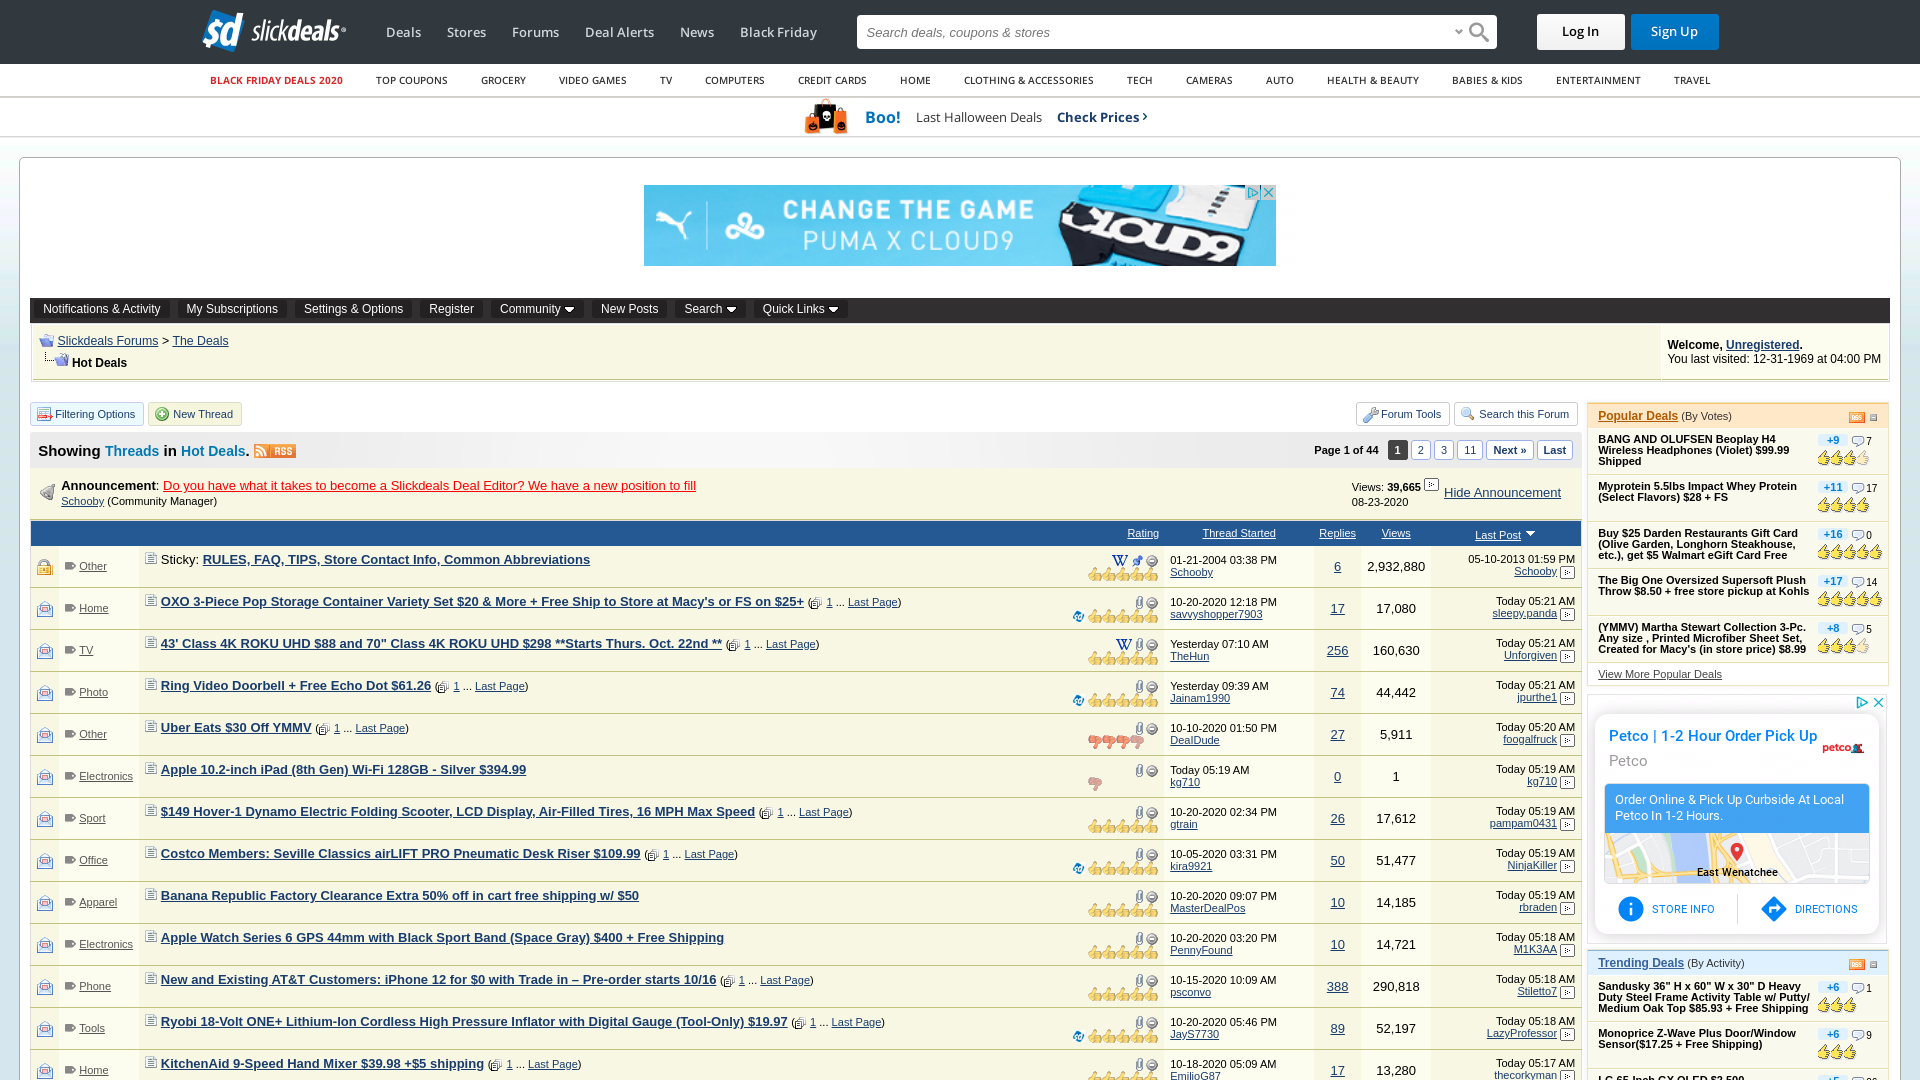 slickdeals
Deals Stores Forums Deal Alerts News Black Friday
Search deals, coupons & stores
Log In Sign Up
BLACK FRIDAY DEALS 2020 TOP COUPONS GROCERY VIDEO GAMES TV COMPUTERS CREDIT CARDS HOME CLOTHING & ACCESSORIES TECH CAMERAS AUTO HEALTH & BEAUTY BABIES & KIDS ENTERTAINMENT TRAVEL
Boo! Last Halloween Deals Check Prices ›
CHANGE THE GAME
PUMA X CLOUD9
CLOUD9
Notifications & Activity My Subscriptions Settings & Options Register Community New Posts Search Quick Links
Slickdeals Forums > The Deals
Hot Deals
Welcome, Unregistered.
You last visited: 12-31-1969 at 04:00 PM
Filtering Options New Thread
Forum Tools Search this Forum
Showing Threads in Hot Deals. RSS
Page 1 of 44 1 2 3 11 Next » Last
Announcement: Do you have what it takes to become a Slickdeals Deal Editor? We have a new position to fill
Schooby (Community Manager)
Views: 39,665
08-23-2020
Hide Announcement
Rating Thread Started Replies Views Last Post
Other Sticky: RULES, FAQ, TIPS, Store Contact Info, Common Abbreviations 01-21-2004 03:38 PM 6 2,932,880 05-10-2013 01:59 PM
Schooby Schooby
Home OXO 3-Piece Pop Storage Container Variety Set $20 & More + Free Ship to Store at Macy's or FS on $25+ ( 1 ... Last Page) 10-20-2020 12:18 PM 17 17,080 Today 05:21 AM
savvyshopper7903 sleepy.panda
TV 43' Class 4K ROKU UHD $88 and 70" Class 4K ROKU UHD $298 **Starts Thurs. Oct. 22nd ** ( 1 ... Last Page) Yesterday 07:10 AM 256 160,630 Today 05:21 AM
TheHun Unforgiven
Photo Ring Video Doorbell + Free Echo Dot $61.26 ( 1 ... Last Page) Yesterday 09:39 AM 74 44,442 Today 05:21 AM
Jainam1990 jpurthe1
Other Uber Eats $30 Off YMMV ( 1 ... Last Page) 10-10-2020 01:50 PM 27 5,911 Today 05:20 AM
DealDude foogalfruck
Electronics Apple 10.2-inch iPad (8th Gen) Wi-Fi 128GB - Silver $394.99 Today 05:19 AM 0 1 Today 05:19 AM
kg710 kg710
Sport $149 Hover-1 Dynamo Electric Folding Scooter, LCD Display, Air-Filled Tires, 16 MPH Max Speed ( 1 ... Last Page) 10-20-2020 02:34 PM 26 17,612 Today 05:19 AM
gtrain pampam0431
Office Costco Members: Seville Classics airLIFT PRO Pneumatic Desk Riser $109.99 ( 1 ... Last Page) 10-05-2020 03:31 PM 50 51,477 Today 05:19 AM
kira9921 NinjaKiller
Apparel Banana Republic Factory Clearance Extra 50% off in cart free shipping w/ $50 10-20-2020 09:07 PM 10 14,185 Today 05:19 AM
MasterDealPos rbraden
Electronics Apple Watch Series 6 GPS 44mm with Black Sport Band (Space Gray) $400 + Free Shipping 10-20-2020 03:20 PM 10 14,721 Today 05:18 AM
PennyFound M1K3AA
Phone New and Existing AT&T Customers: iPhone 12 for $0 with Trade in – Pre-order starts 10/16 ( 1 ... Last Page) 10-15-2020 10:09 AM 388 290,818 Today 05:18 AM
psconvo Stiletto7
Tools Ryobi 18-Volt ONE+ Lithium-Ion Cordless High Pressure Inflator with Digital Gauge (Tool-Only) $19.97 ( 1 ... Last Page) 10-20-2020 05:46 PM 89 52,197 Today 05:18 AM
JayS7730 LazyProfessor
Home KitchenAid 9-Speed Hand Mixer $39.98 +$5 shipping ( 1 ... Last Page) 10-18-2020 05:09 AM 17 13,280 Today 05:17 AM
EmilioG87 thecorkyman
Popular Deals (By Votes) RSS
BANG AND OLUFSEN Beoplay H4 +9 7
Wireless Headphones (Violet) $99.99
Shipped
Myprotein 5.5lbs Impact Whey Protein +11 17
(Select Flavors) $28 + FS
Buy $25 Darden Restaurants Gift Card +16 0
(Olive Garden, Longhorn Steakhouse,
etc.), get $5 Walmart eGift Card Free
The Big One Oversized Supersoft Plush +17 14
Throw $8.50 + free store pickup at Kohls
(YMMV) Martha Stewart Collection 3-Pc. +8 5
Any size , Printed Microfiber Sheet Set,
Created for Macy's (in store price) $8.99
View More Popular Deals
Petco | 1-2 Hour Order Pick Up
Petco
petco
Order Online & Pick Up Curbside At Local
Petco In 1-2 Hours.
East Wenatchee
STORE INFO DIRECTIONS
Trending Deals (By Activity) RSS
Sandusky 36" H x 60" W x 30" D Heavy +6 1
Duty Steel Frame Activity Table w/ Putty/
Medium Oak Top $85.93 + Free Shipping
Monoprice Z-Wave Plus Door/Window +6 9
Sensor($17.25 + Free Shipping)